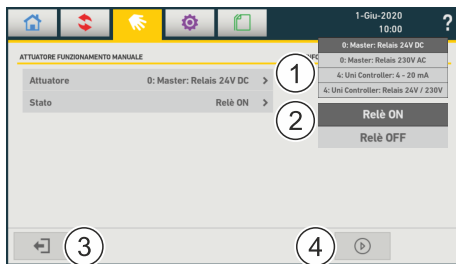 1-Giu-2020
10:00
?
ATTUATORE FUNZIONAMENTO MANUALE
INFO
Attuatore 0: Master: Relais 24V DC >
Stato Relè ON >
1
0: Master: Relais 24V DC
0: Master: Relais 230V AC
4: Uni Controller: 4 - 20 mA
4: Uni Controller: Relais 24V / 230V
2
Relè ON
Relè OFF
3
4